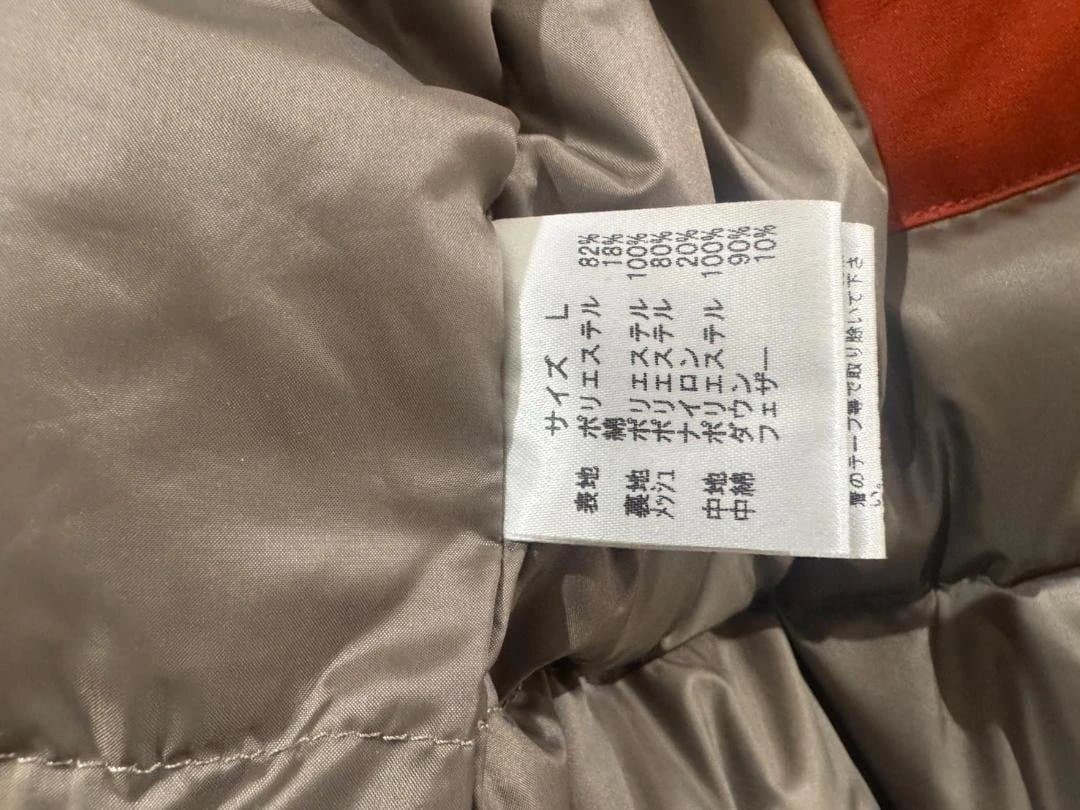 サイズ L
表地 ポリエステル 82%
綿 18%
裏地 ポリエステル 100%
メッシュ ポリエステル 80%
ナイロン 20%
中地 ポリエステル 100%
中綿 ダウン 90%
フェザー 10%
のテープ等で取り除いて下さ
い。